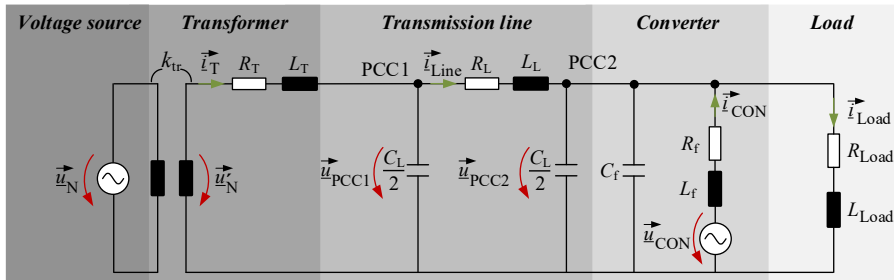 Voltage source
Transformer
Transmission line
Converter
Load
k_tr
i_T
R_T
L_T
PCC1
i_Line
R_L
L_L
PCC2
i_CON
i_Load
u_N
u'_N
u_PCC1
C_L/2
u_PCC2
C_L/2
C_f
R_f
L_f
u_CON
R_Load
L_Load